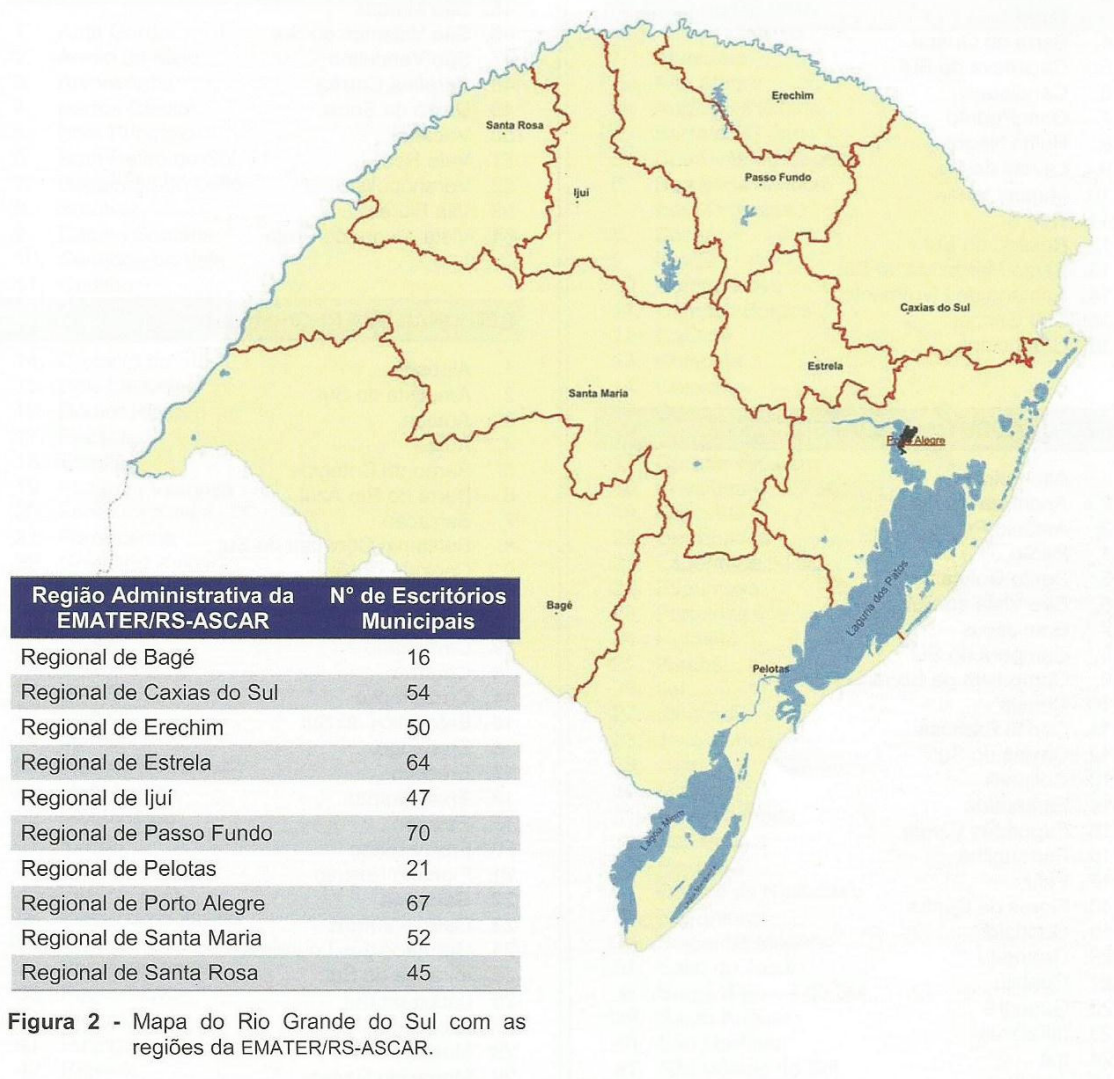 Erechim
Santa Rosa
Passo Fundo
Ijuí
Caxias do Sul
Estrela
Santa Maria
Porto Alegre
Laguna dos Patos
Bagé
Pelotas
Lagoa Mirim
Região Administrativa da EMATER/RS-ASCAR
N° de Escritórios Municipais
Regional de Bagé 16
Regional de Caxias do Sul 54
Regional de Erechim 50
Regional de Estrela 64
Regional de Ijuí 47
Regional de Passo Fundo 70
Regional de Pelotas 21
Regional de Porto Alegre 67
Regional de Santa Maria 52
Regional de Santa Rosa 45
Figura 2 - Mapa do Rio Grande do Sul com as
regiões da EMATER/RS-ASCAR.